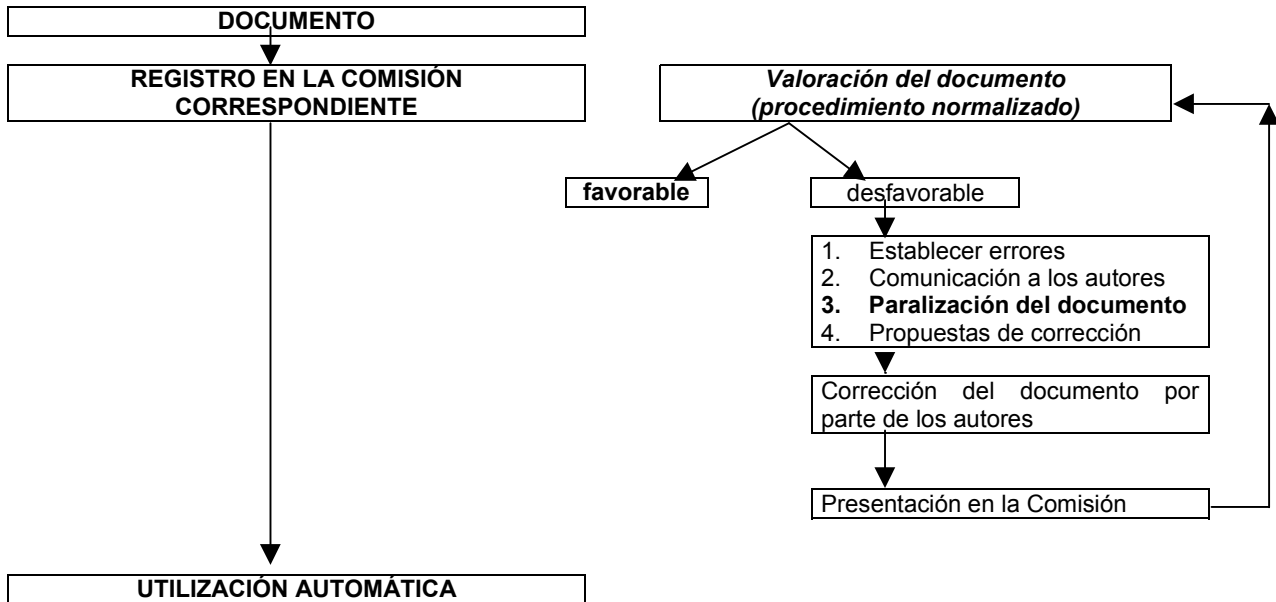 DOCUMENTO
REGISTRO EN LA COMISIÓN
CORRESPONDIENTE
Valoración del documento
(procedimiento normalizado)
favorable
desfavorable
1. Establecer errores
2. Comunicación a los autores
3. Paralización del documento
4. Propuestas de corrección
Corrección del documento por
parte de los autores
Presentación en la Comisión
UTILIZACIÓN AUTOMÁTICA